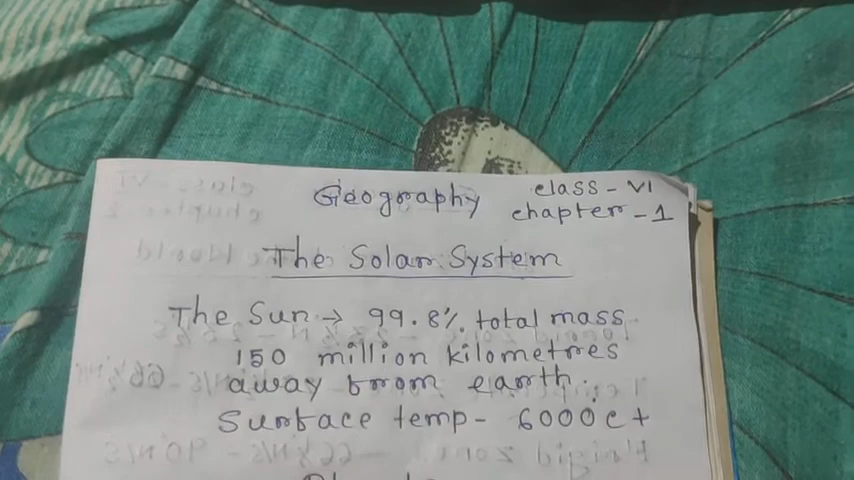 Geography
class - VI
chapter - 1
The Solar System
The Sun → 99.8% total mass
150 million kilometres
away from earth.
Surface temp - 6000c +